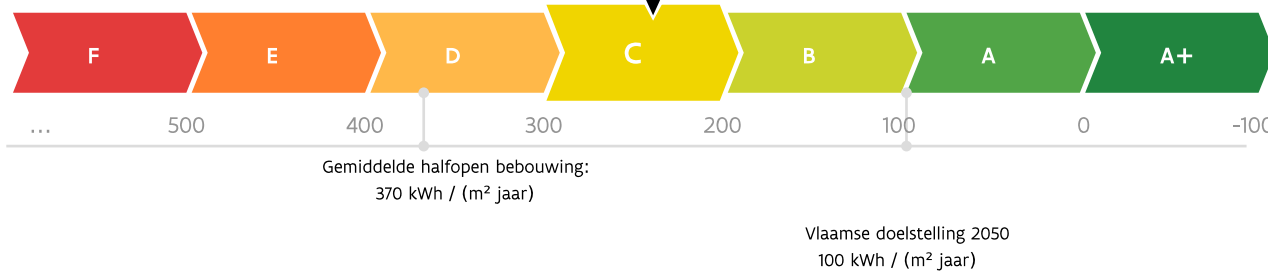 F E D C B A A+
... 500 400 300 200 100 0 -100
Gemiddelde halfopen bebouwing:
370 kWh / (m² jaar)
Vlaamse doelstelling 2050
100 kWh / (m² jaar)